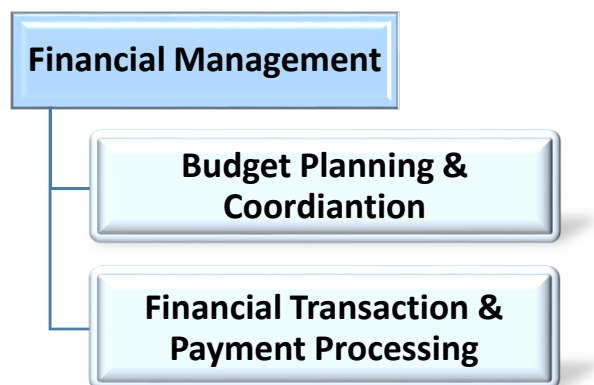 Financial Management
Budget Planning &
Coordiantion
Financial Transaction &
Payment Processing